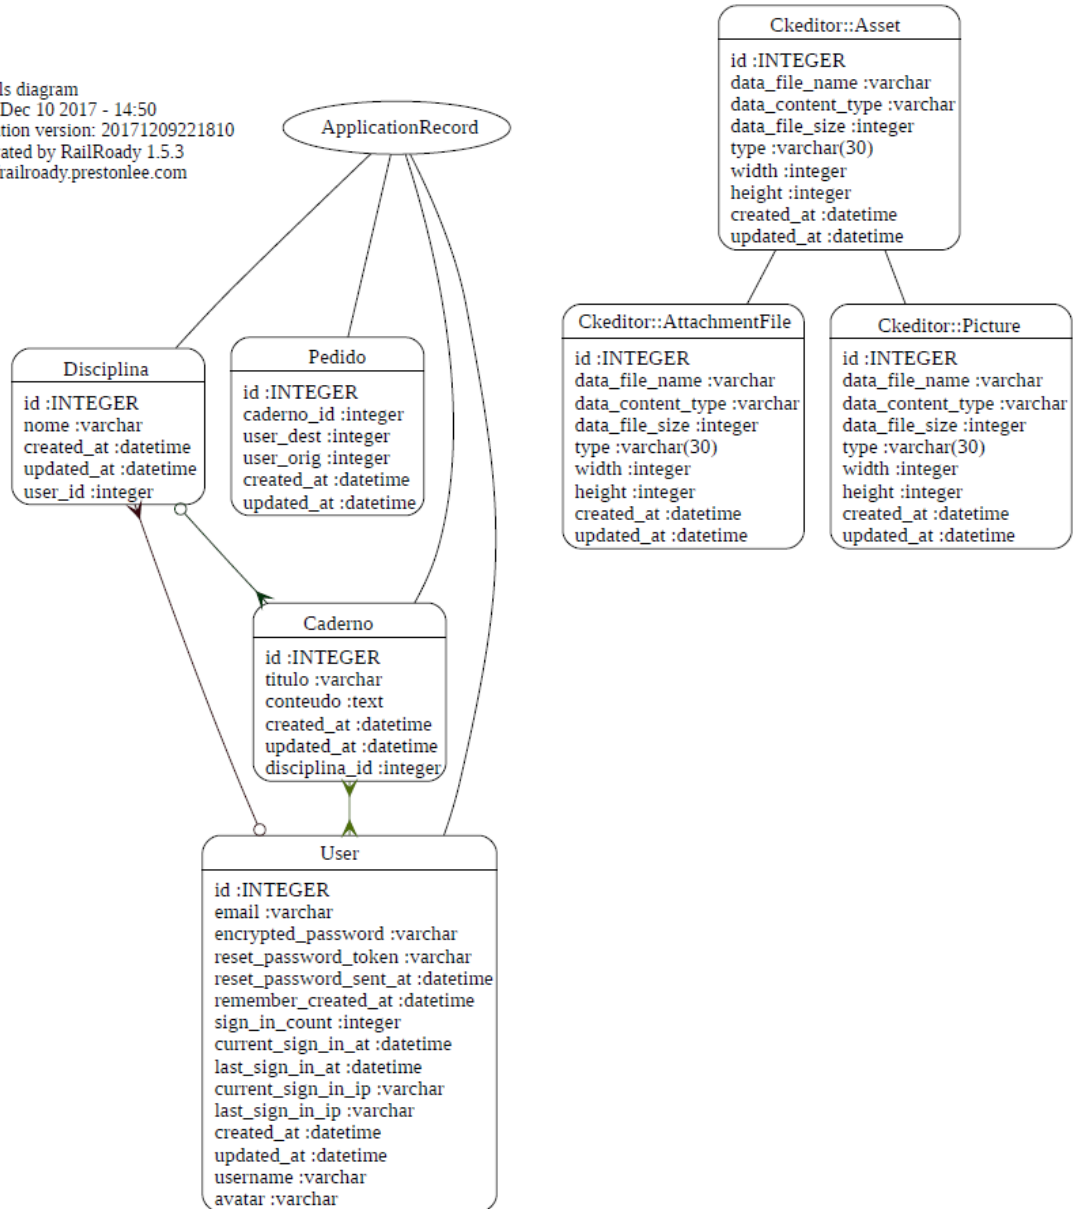 ls diagram
Dec 10 2017 - 14:50
tion version: 20171209221810
rated by RailRoady 1.5.3
railroady.prestonlee.com
ApplicationRecord
Ckeditor::Asset
id :INTEGER
data_file_name :varchar
data_content_type :varchar
data_file_size :integer
type :varchar(30)
width :integer
height :integer
created_at :datetime
updated_at :datetime
Disciplina
id :INTEGER
nome :varchar
created_at :datetime
updated_at :datetime
user_id :integer
Pedido
id :INTEGER
caderno_id :integer
user_dest :integer
user_orig :integer
created_at :datetime
updated_at :datetime
Ckeditor::AttachmentFile
id :INTEGER
data_file_name :varchar
data_content_type :varchar
data_file_size :integer
type :varchar(30)
width :integer
height :integer
created_at :datetime
updated_at :datetime
Ckeditor::Picture
id :INTEGER
data_file_name :varchar
data_content_type :varchar
data_file_size :integer
type :varchar(30)
width :integer
height :integer
created_at :datetime
updated_at :datetime
Caderno
id :INTEGER
titulo :varchar
conteudo :text
created_at :datetime
updated_at :datetime
disciplina_id :integer
User
id :INTEGER
email :varchar
encrypted_password :varchar
reset_password_token :varchar
reset_password_sent_at :datetime
remember_created_at :datetime
sign_in_count :integer
current_sign_in_at :datetime
last_sign_in_at :datetime
current_sign_in_ip :varchar
last_sign_in_ip :varchar
created_at :datetime
updated_at :datetime
username :varchar
avatar :varchar